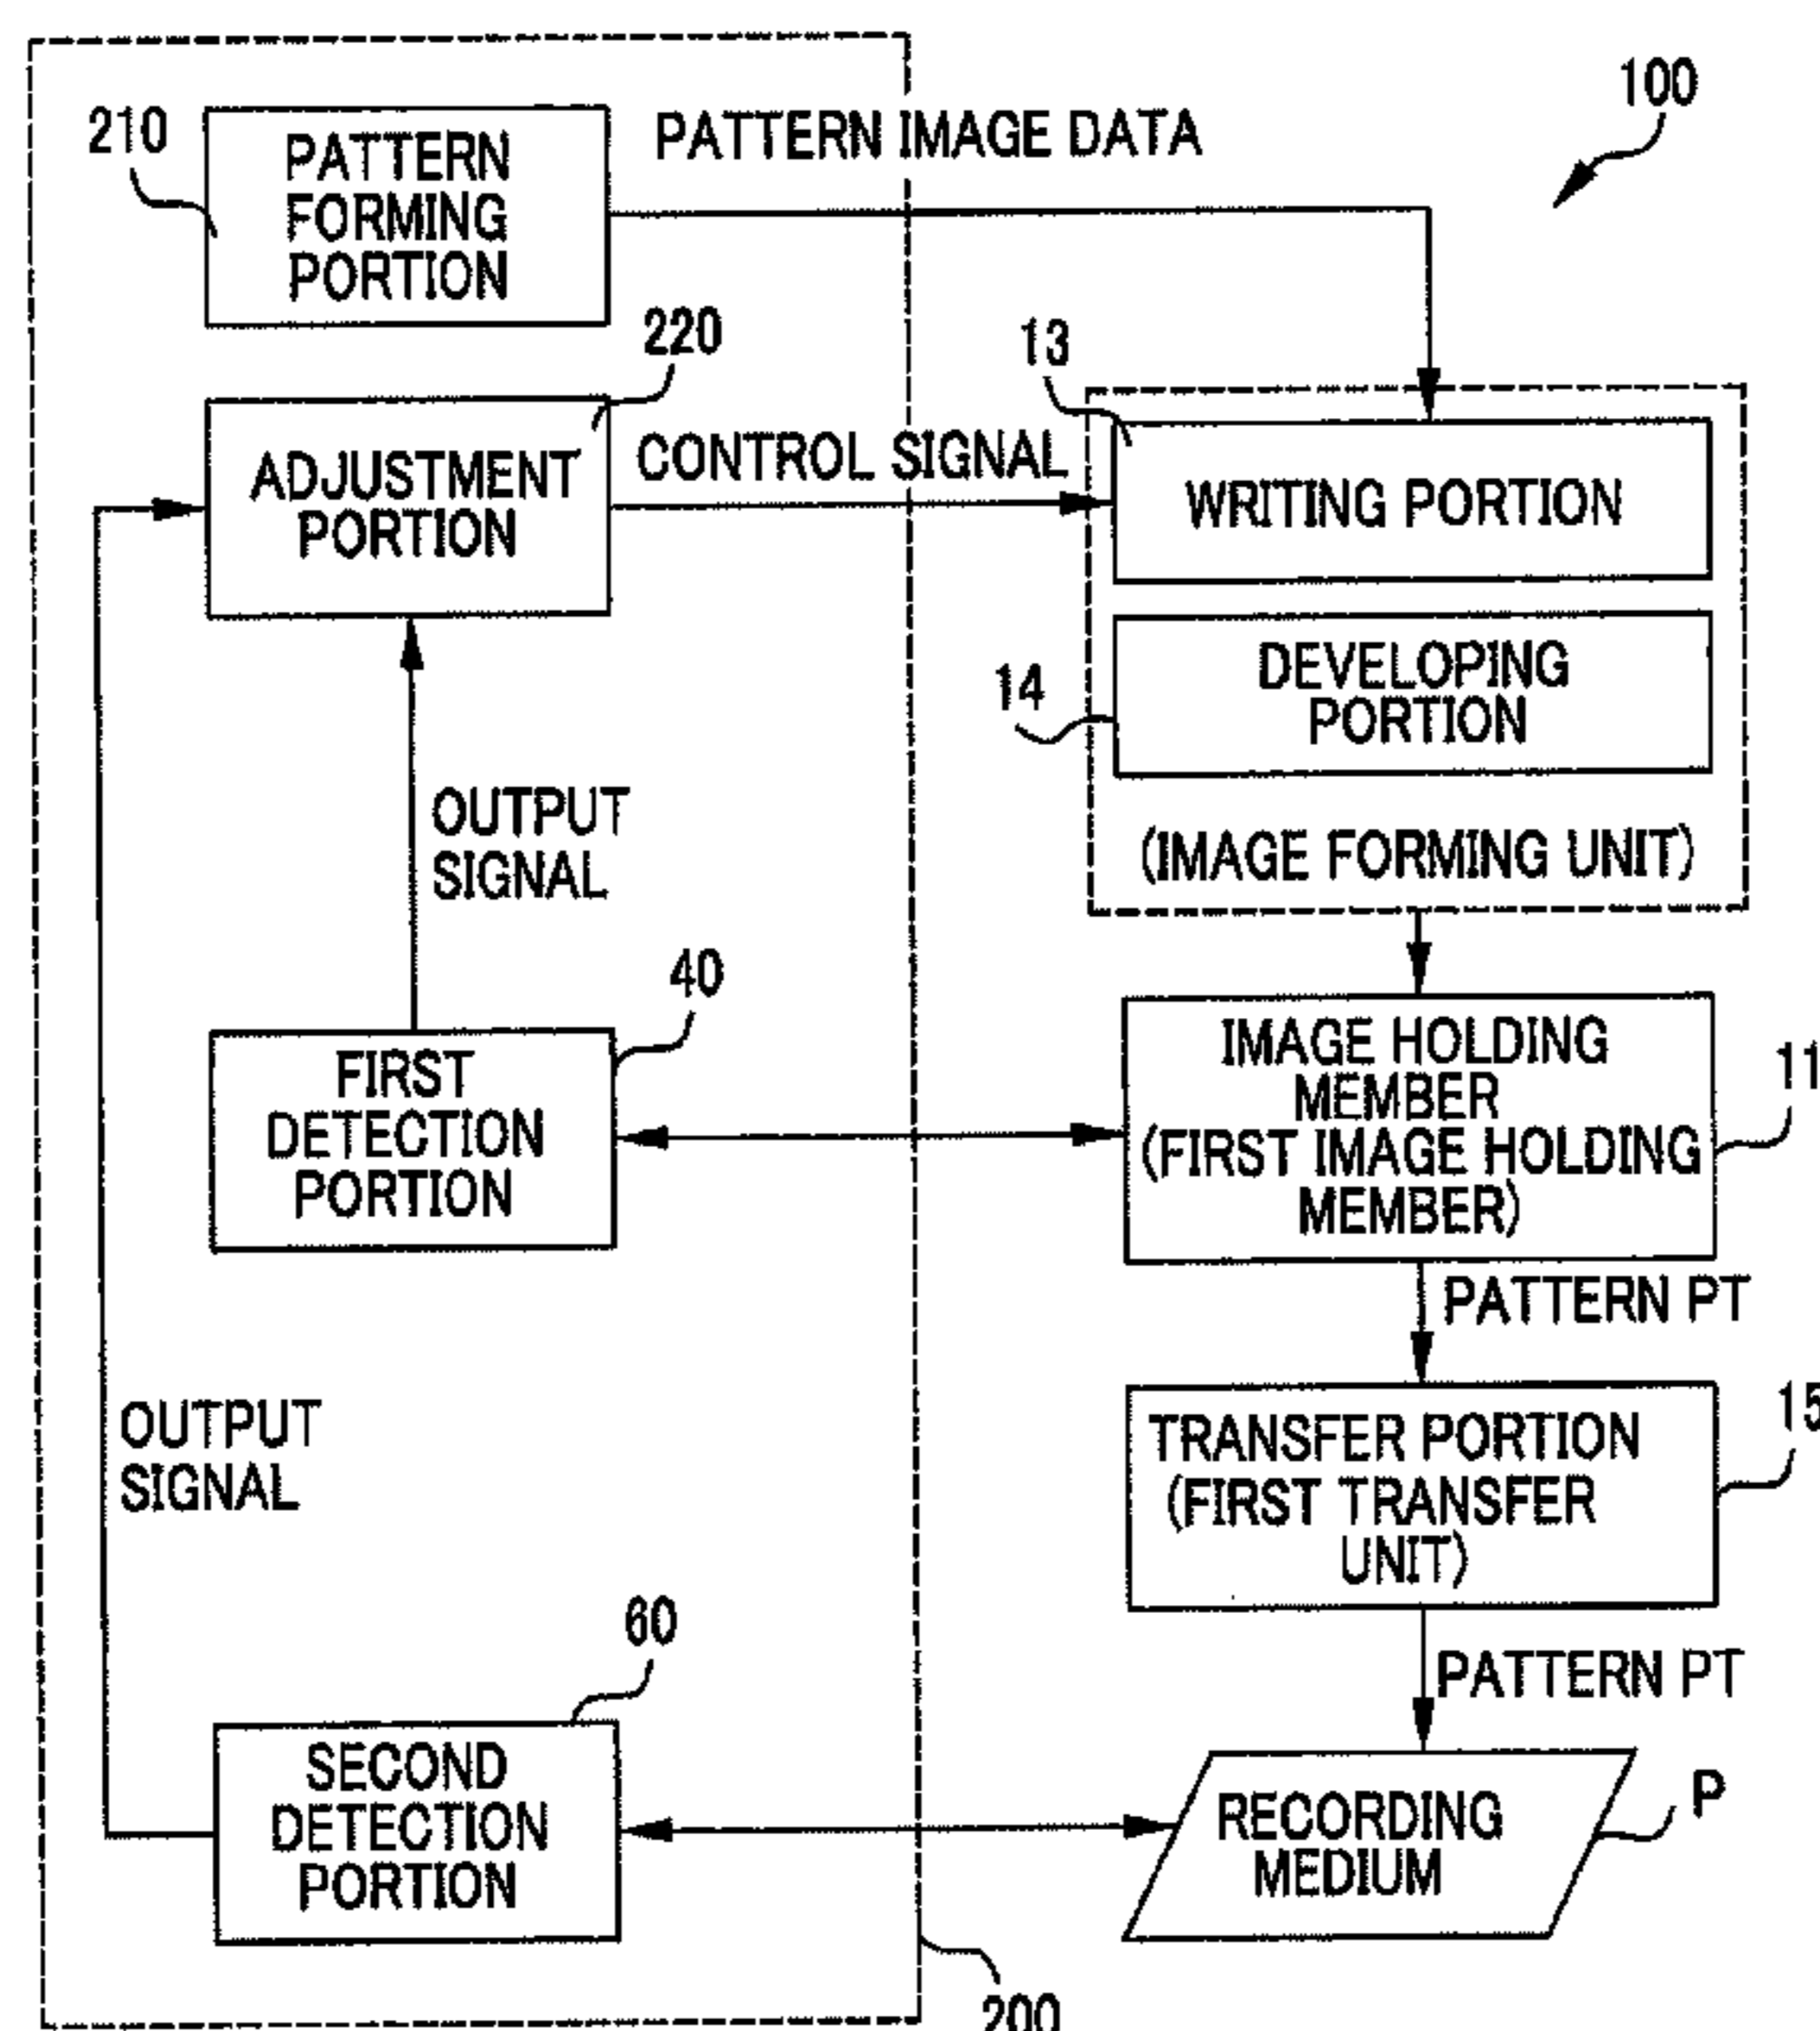 100
210
PATTERN
FORMING
PORTION
PATTERN IMAGE DATA
220
ADJUSTMENT
PORTION
CONTROL SIGNAL
13
WRITING PORTION
14
DEVELOPING
PORTION
(IMAGE FORMING UNIT)
OUTPUT
SIGNAL
40
FIRST
DETECTION
PORTION
IMAGE HOLDING
MEMBER
(FIRST IMAGE HOLDING
MEMBER)
11
PATTERN PT
TRANSFER PORTION
(FIRST TRANSFER
UNIT)
15
OUTPUT
SIGNAL
PATTERN PT
60
SECOND
DETECTION
PORTION
RECORDING
MEDIUM
P
200